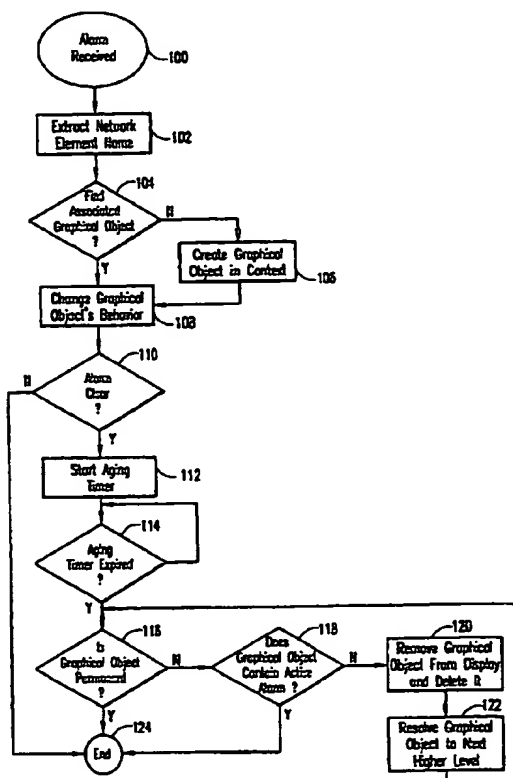 Alarm
Received
100
Extract Network
Element Name
102
104
Find
Associated
Graphical Object
?
N
Create Graphical
Object in Context
106
Y
Change Graphical
Object's Behavior
108
110
N
Alarm
Clear
?
Y
Start Aging
Timer
112
114
Aging
Timer Expired
?
Y
116
Is
Graphical Object
Permanent
?
N
118
Does
Graphical Object
Contain Active
Alarm ?
N
120
Remove Graphical
Object From Display
and Delete It
Y
Y
122
Resolve Graphical
Object to Next
Higher Level
124
End